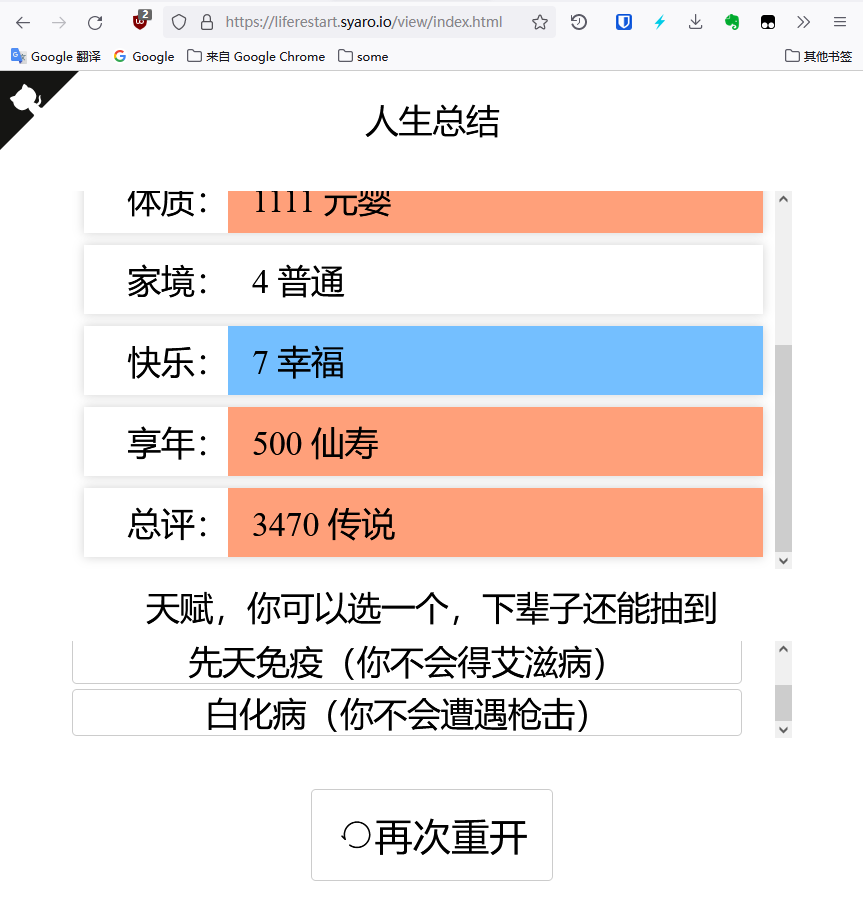 2
https://liferestart.syaro.io/view/index.html
Google 翻译
Google
来自 Google Chrome
some
其他书签
人生总结
体质： 1111 元婴
家境： 4 普通
快乐： 7 幸福
享年： 500 仙寿
总评： 3470 传说
天赋，你可以选一个，下辈子还能抽到
先天免疫（你不会得艾滋病）
白化病（你不会遭遇枪击）
再次重开